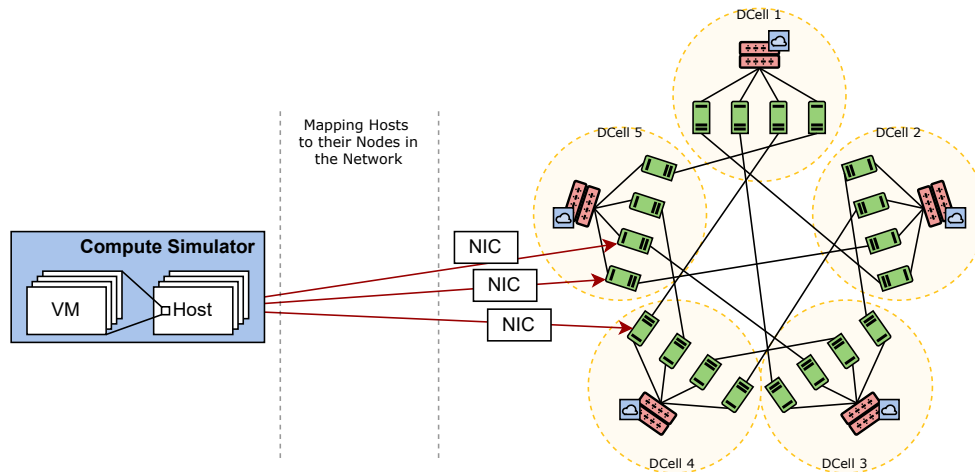 DCell 1
Mapping Hosts
to their Nodes in
the Network
DCell 5
DCell 2
Compute Simulator
NIC
NIC
VM
Host
NIC
DCell 4
DCell 3